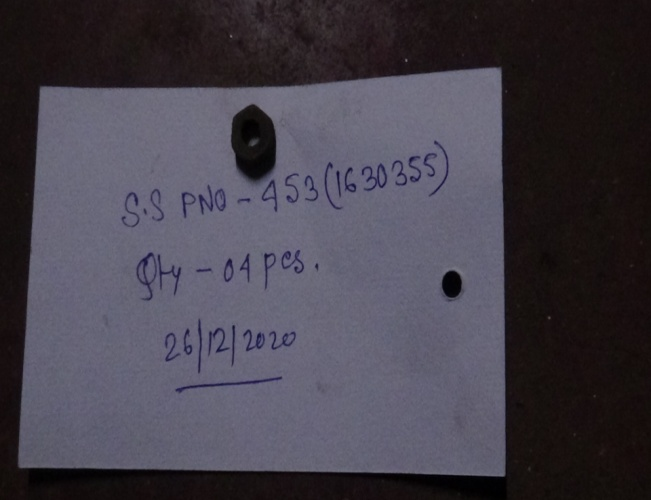 S.S PNO - 453 (1630355)
Qty - 04 pcs.
26/12/2020